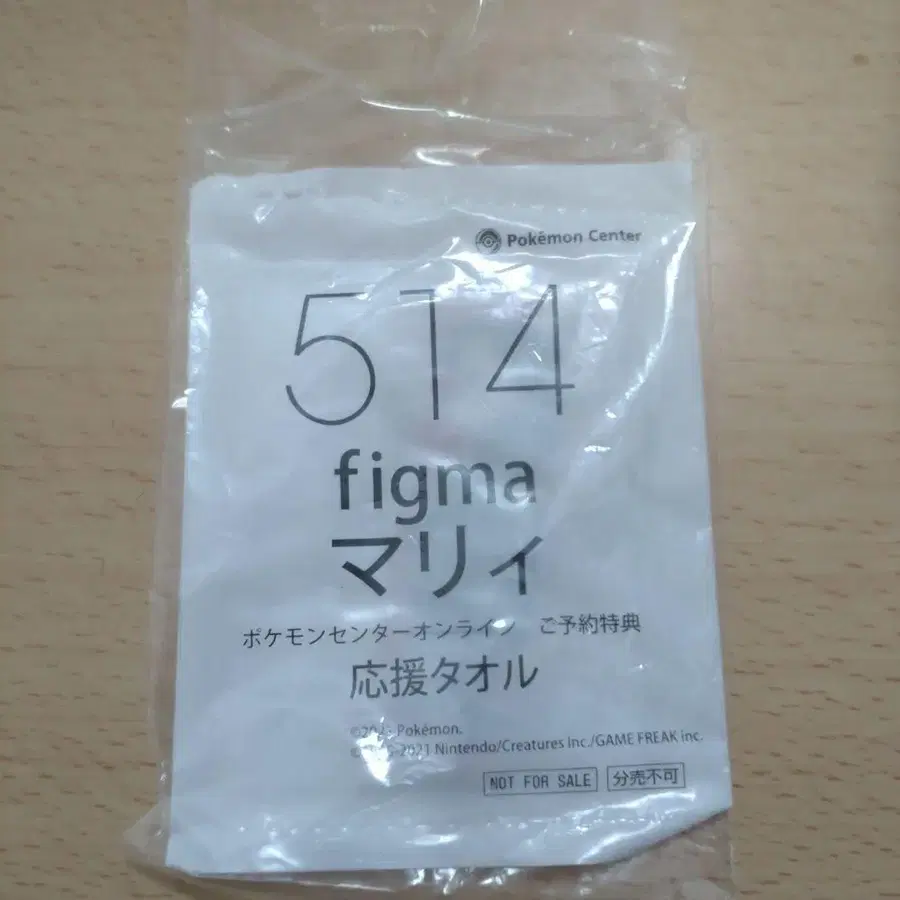 Pokémon Center
514
figma
マリィ
ポケモンセンターオンライン ご予約特典
応援タオル
Pokémon.
2021 Nintendo/Creatures Inc./GAME FREAK inc.
NOT FOR SALE 分売不可